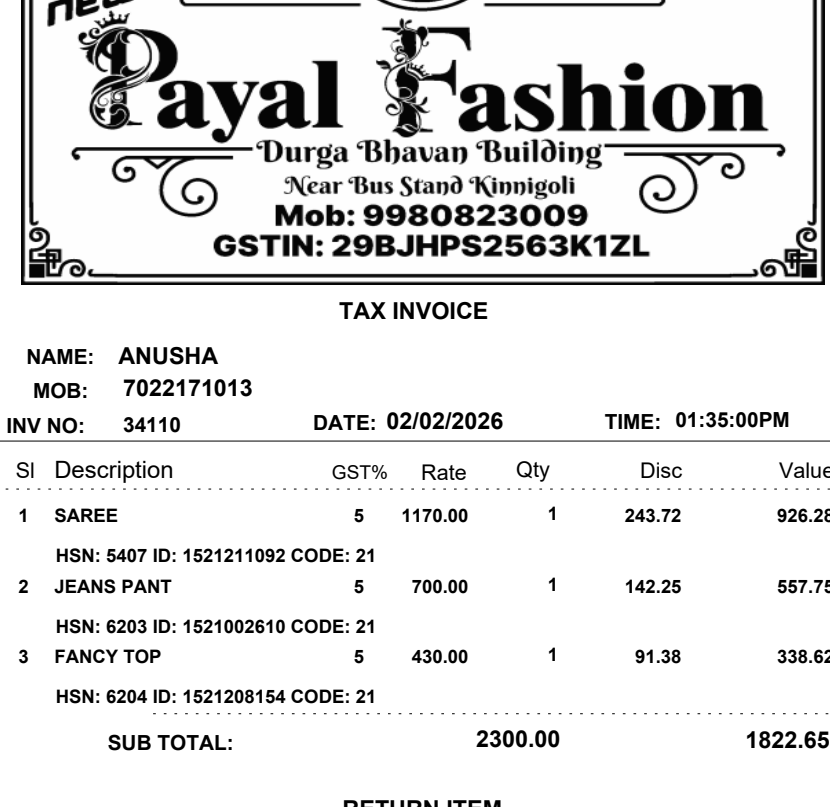 new
Payal Fashion
Durga Bhavan Building
Near Bus Stand Kinnigoli
Mob: 9980823009
GSTIN: 29BJHPS2563K1ZL
TAX INVOICE
NAME: ANUSHA
MOB: 7022171013
INV NO: 34110 DATE: 02/02/2026 TIME: 01:35:00PM
Sl Description GST% Rate Qty Disc Value
1 SAREE 5 1170.00 1 243.72 926.28
HSN: 5407 ID: 1521211092 CODE: 21
2 JEANS PANT 5 700.00 1 142.25 557.75
HSN: 6203 ID: 1521002610 CODE: 21
3 FANCY TOP 5 430.00 1 91.38 338.62
HSN: 6204 ID: 1521208154 CODE: 21
SUB TOTAL: 2300.00 1822.65
RETURN ITEM